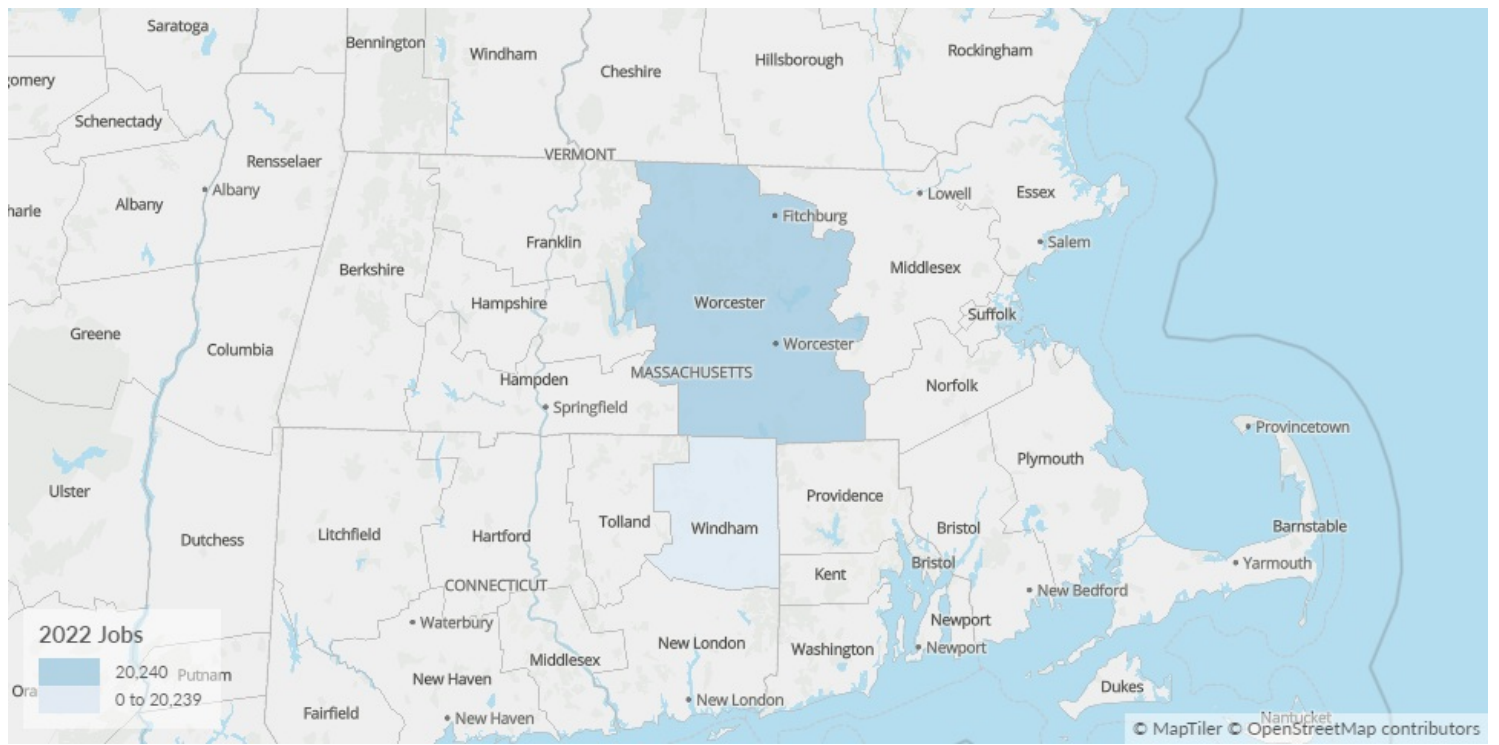 Saratoga
Bennington
Windham
Cheshire
Hillsborough
Rockingham
gomery
Schenectady
VERMONT
Rensselaer
Albany
Albany
harie
Lowell
Essex
Fitchburg
Salem
Franklin
Berkshire
Middlesex
Hampshire
Worcester
Suffolk
Greene
Columbia
Worcester
MASSACHUSETTS
Hampden
Norfolk
Springfield
Provincetown
Plymouth
Ulster
Providence
Tolland
Windham
Bristol
Barnstable
Litchfield
Hartford
Dutchess
Bristol
Yarmouth
Kent
CONNECTICUT
New Bedford
Waterbury
Newport
New London
Washington
Newport
Middlesex
2022 Jobs
20,240
Putnam
0 to 20,239
Ora
New Haven
Dukes
New London
Fairfield
New Haven
Nantucket
© MapTiler © OpenStreetMap contributors